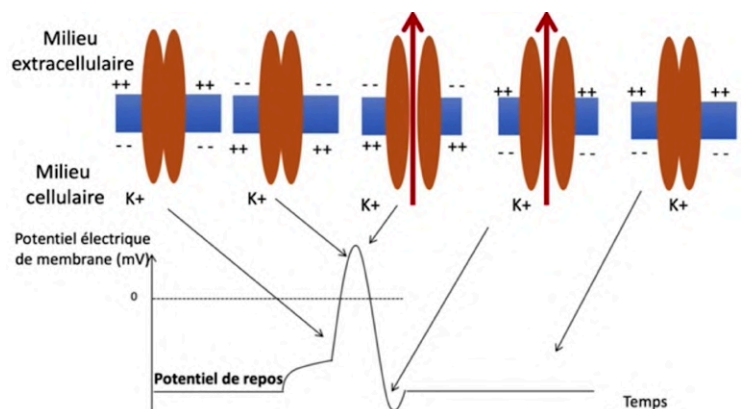 Milieu
extracellulaire
++ ++ -- -- -- -- ++ ++ ++ ++
-- -- ++ ++ ++ ++ -- -- -- --
Milieu
cellulaire
K+ K+ K+ K+ K+
Potentiel électrique
de membrane (mV)
0
Potentiel de repos
Temps